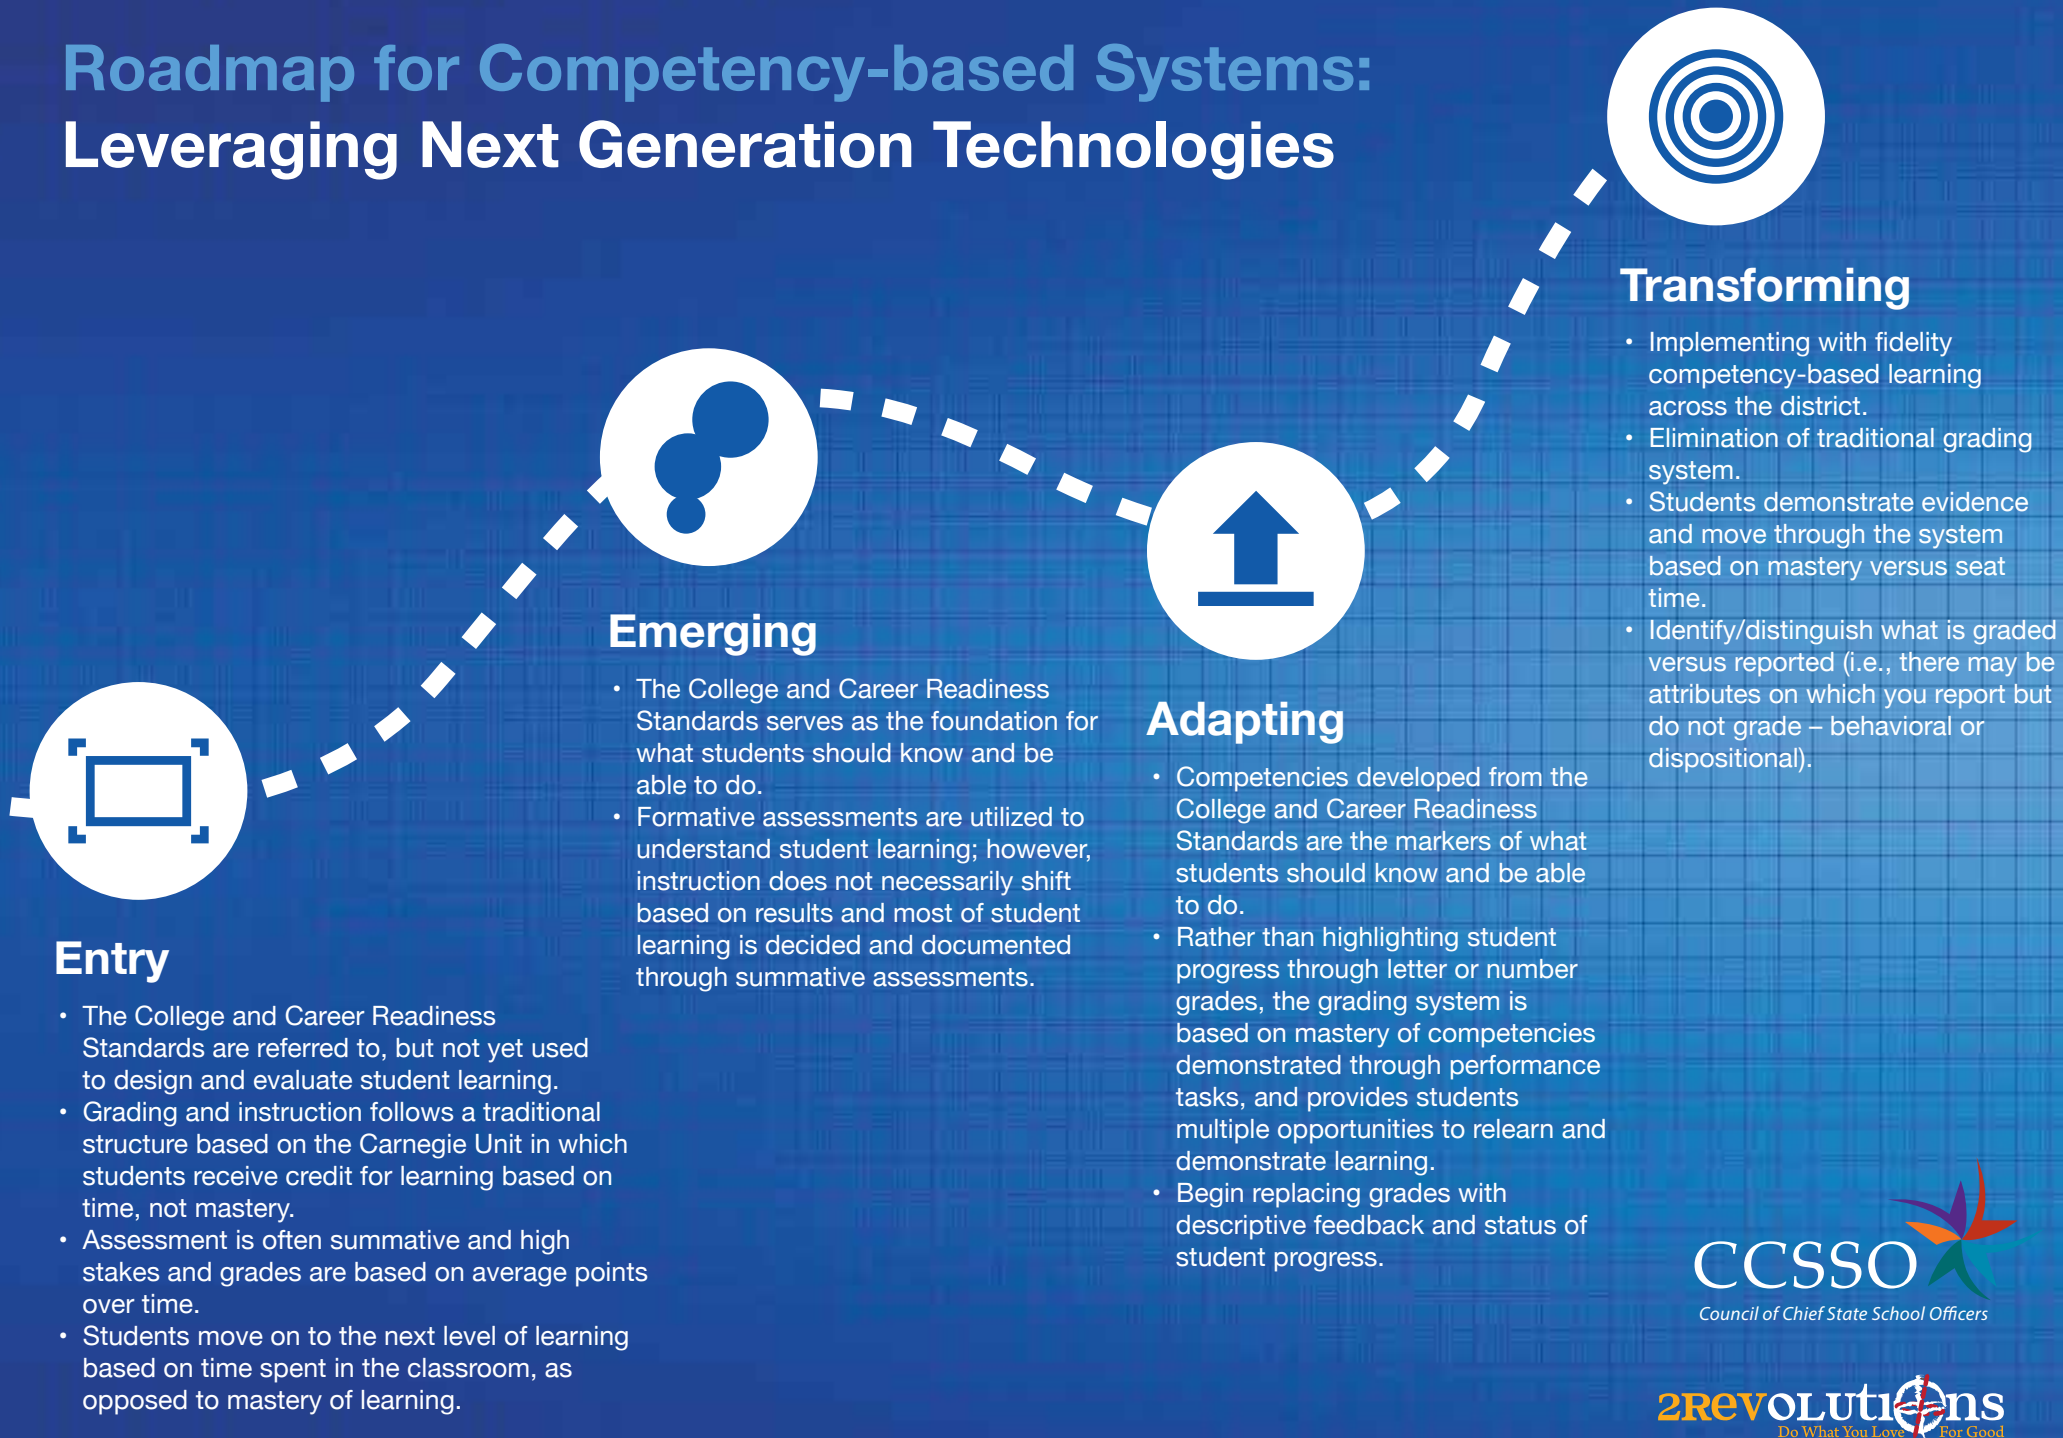 Roadmap for Competency-based Systems:
Leveraging Next Generation Technologies
Entry
• The College and Career Readiness
Standards are referred to, but not yet used
to design and evaluate student learning.
• Grading and instruction follows a traditional
structure based on the Carnegie Unit in which
students receive credit for learning based on
time, not mastery.
• Assessment is often summative and high
stakes and grades are based on average points
over time.
• Students move on to the next level of learning
based on time spent in the classroom, as
opposed to mastery of learning.
Emerging
• The College and Career Readiness
Standards serves as the foundation for
what students should know and be
able to do.
• Formative assessments are utilized to
understand student learning; however,
instruction does not necessarily shift
based on results and most of student
learning is decided and documented
through summative assessments.
Adapting
• Competencies developed from the
College and Career Readiness
Standards are the markers of what
students should know and be able
to do.
• Rather than highlighting student
progress through letter or number
grades, the grading system is
based on mastery of competencies
demonstrated through performance
tasks, and provides students
multiple opportunities to relearn and
demonstrate learning.
• Begin replacing grades with
descriptive feedback and status of
student progress.
Transforming
• Implementing with fidelity
competency-based learning
across the district.
• Elimination of traditional grading
system.
• Students demonstrate evidence
and move through the system
based on mastery versus seat
time.
• Identify/distinguish what is graded
versus reported (i.e., there may be
attributes on which you report but
do not grade – behavioral or
dispositional).
CCSSO
Council of Chief State School Officers
2Revolutions
Do What You Love For Good